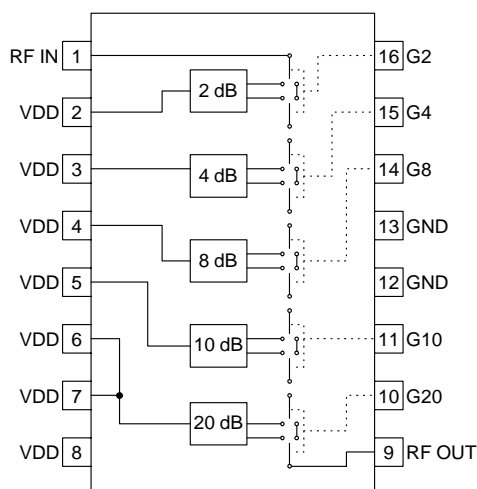 RF IN 1 16 G2
2 dB
VDD 2 15 G4
VDD 3 4 dB 14 G8
VDD 4 13 GND
8 dB
VDD 5 12 GND
VDD 6 10 dB 11 G10
VDD 7 10 G20
20 dB
VDD 8 9 RF OUT